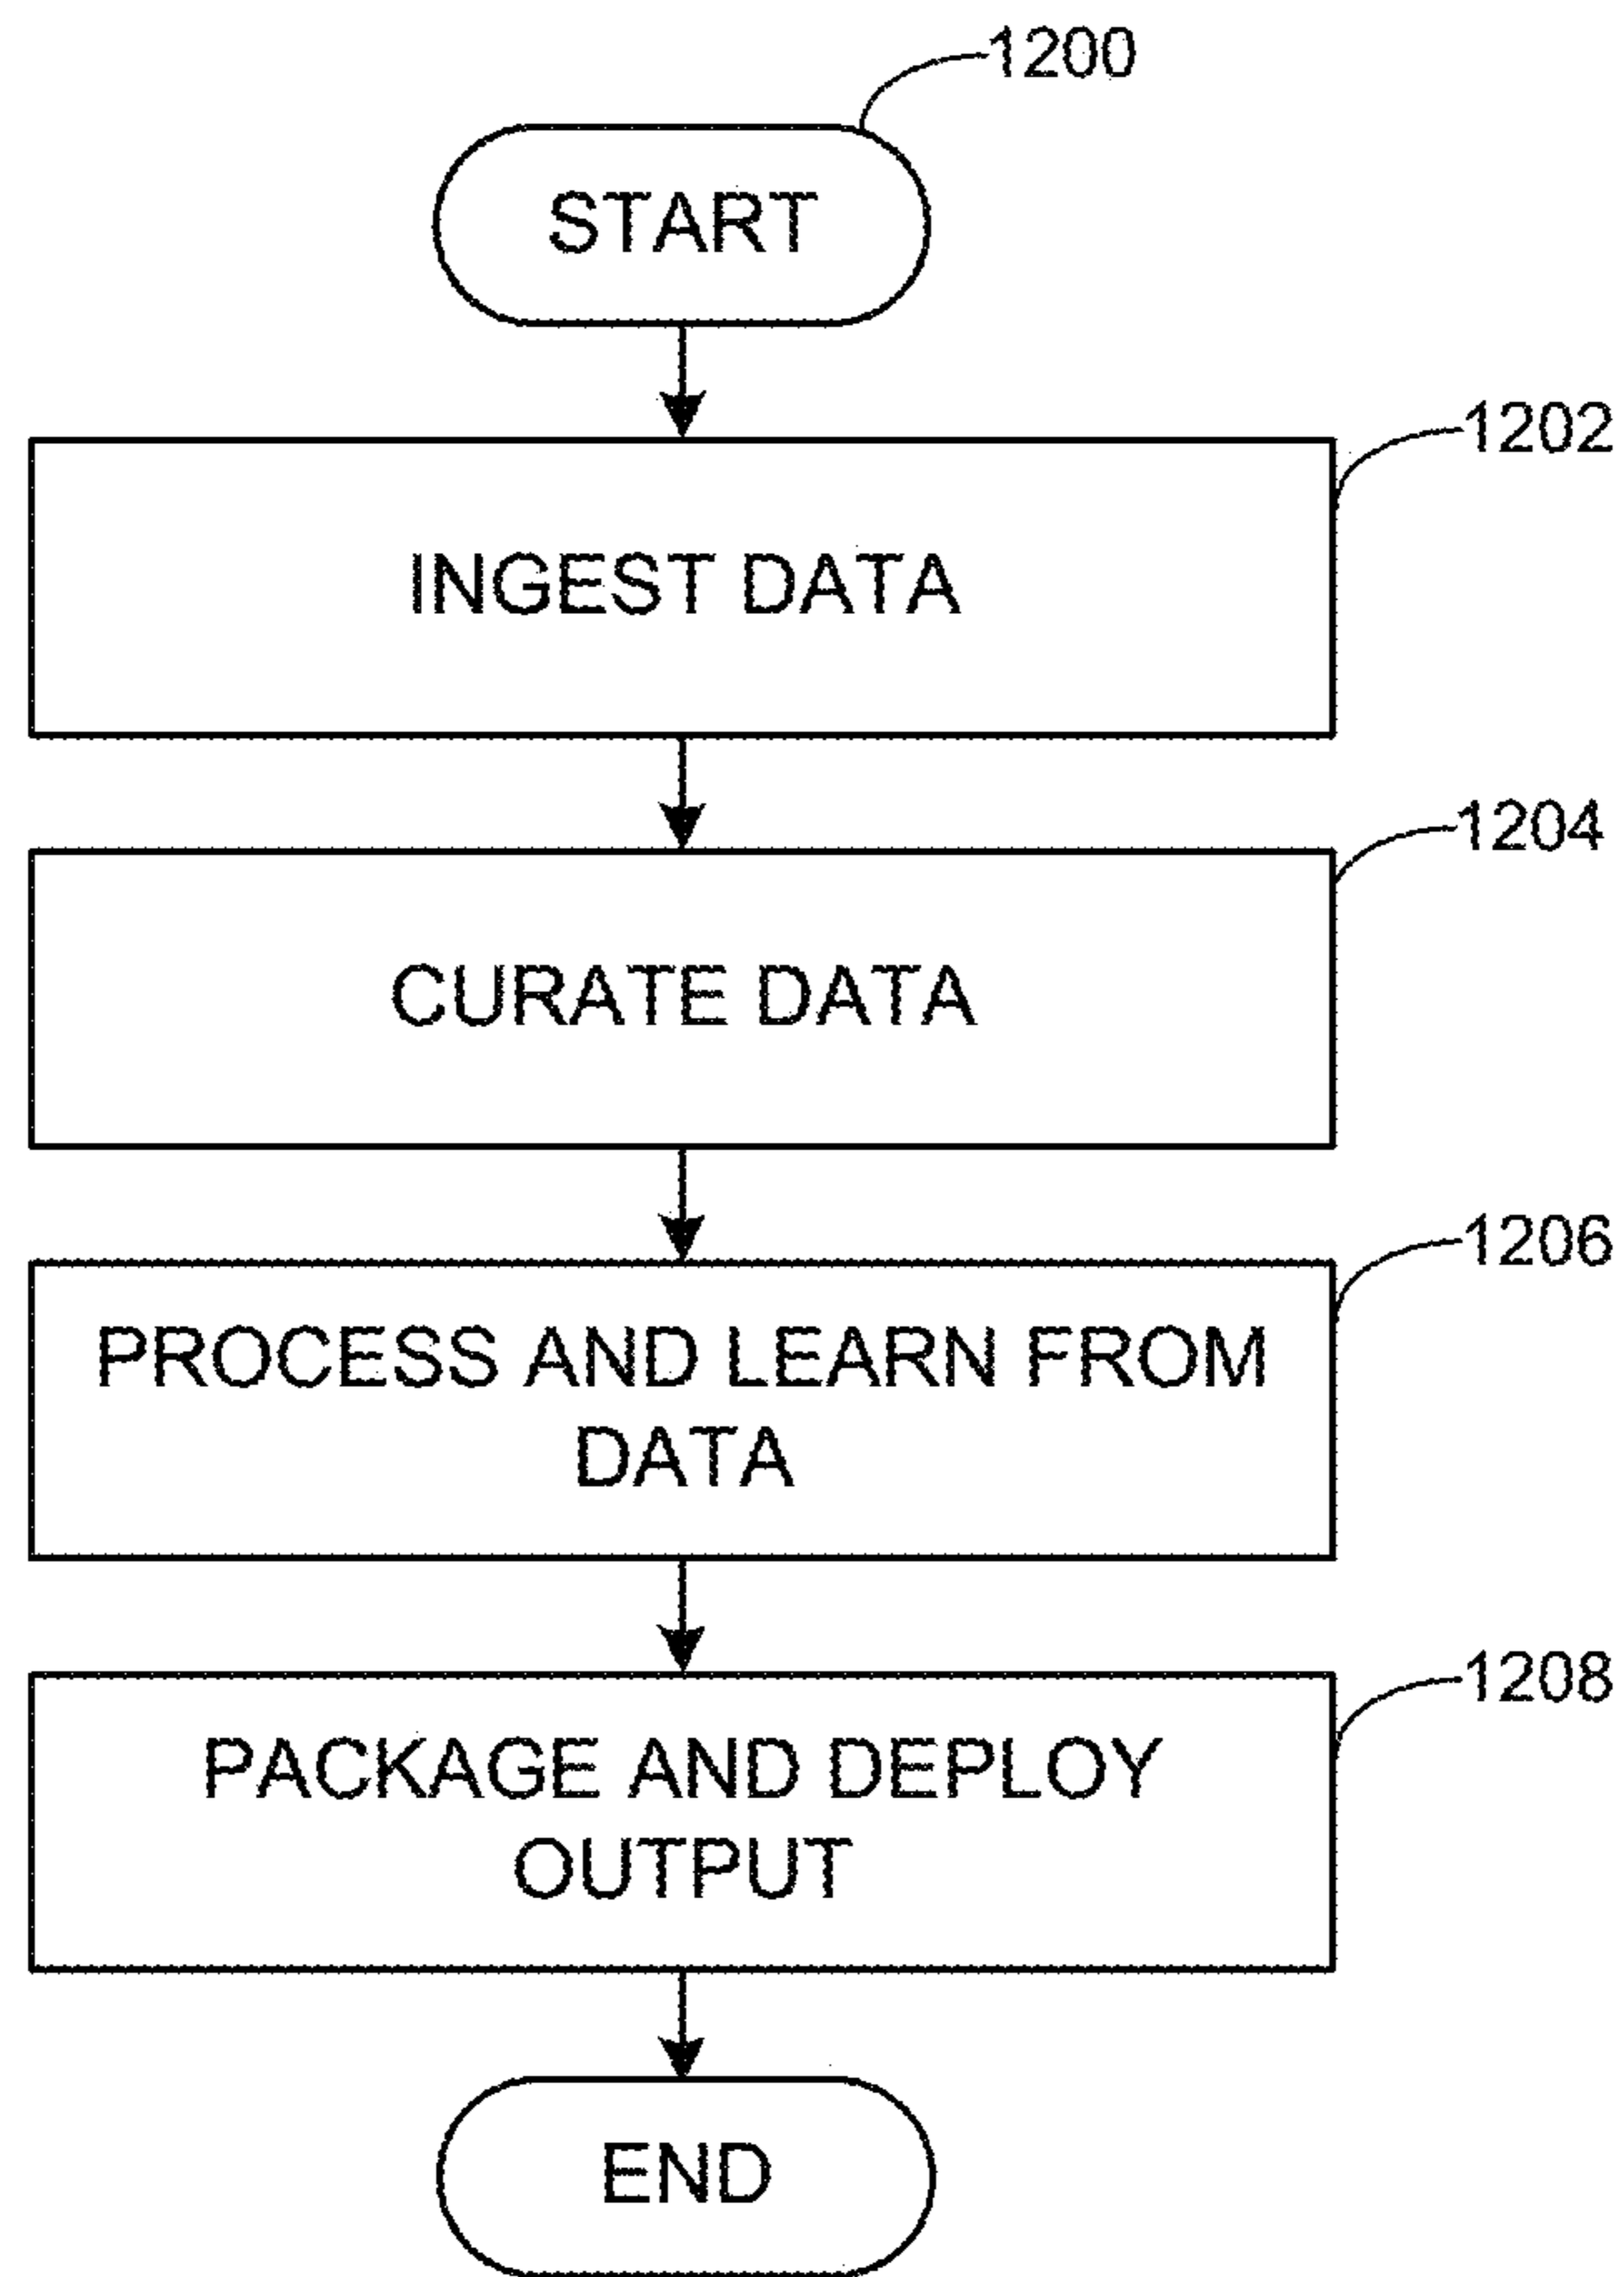 1200
START
1202
INGEST DATA
1204
CURATE DATA
1206
PROCESS AND LEARN FROM
DATA
1208
PACKAGE AND DEPLOY
OUTPUT
END